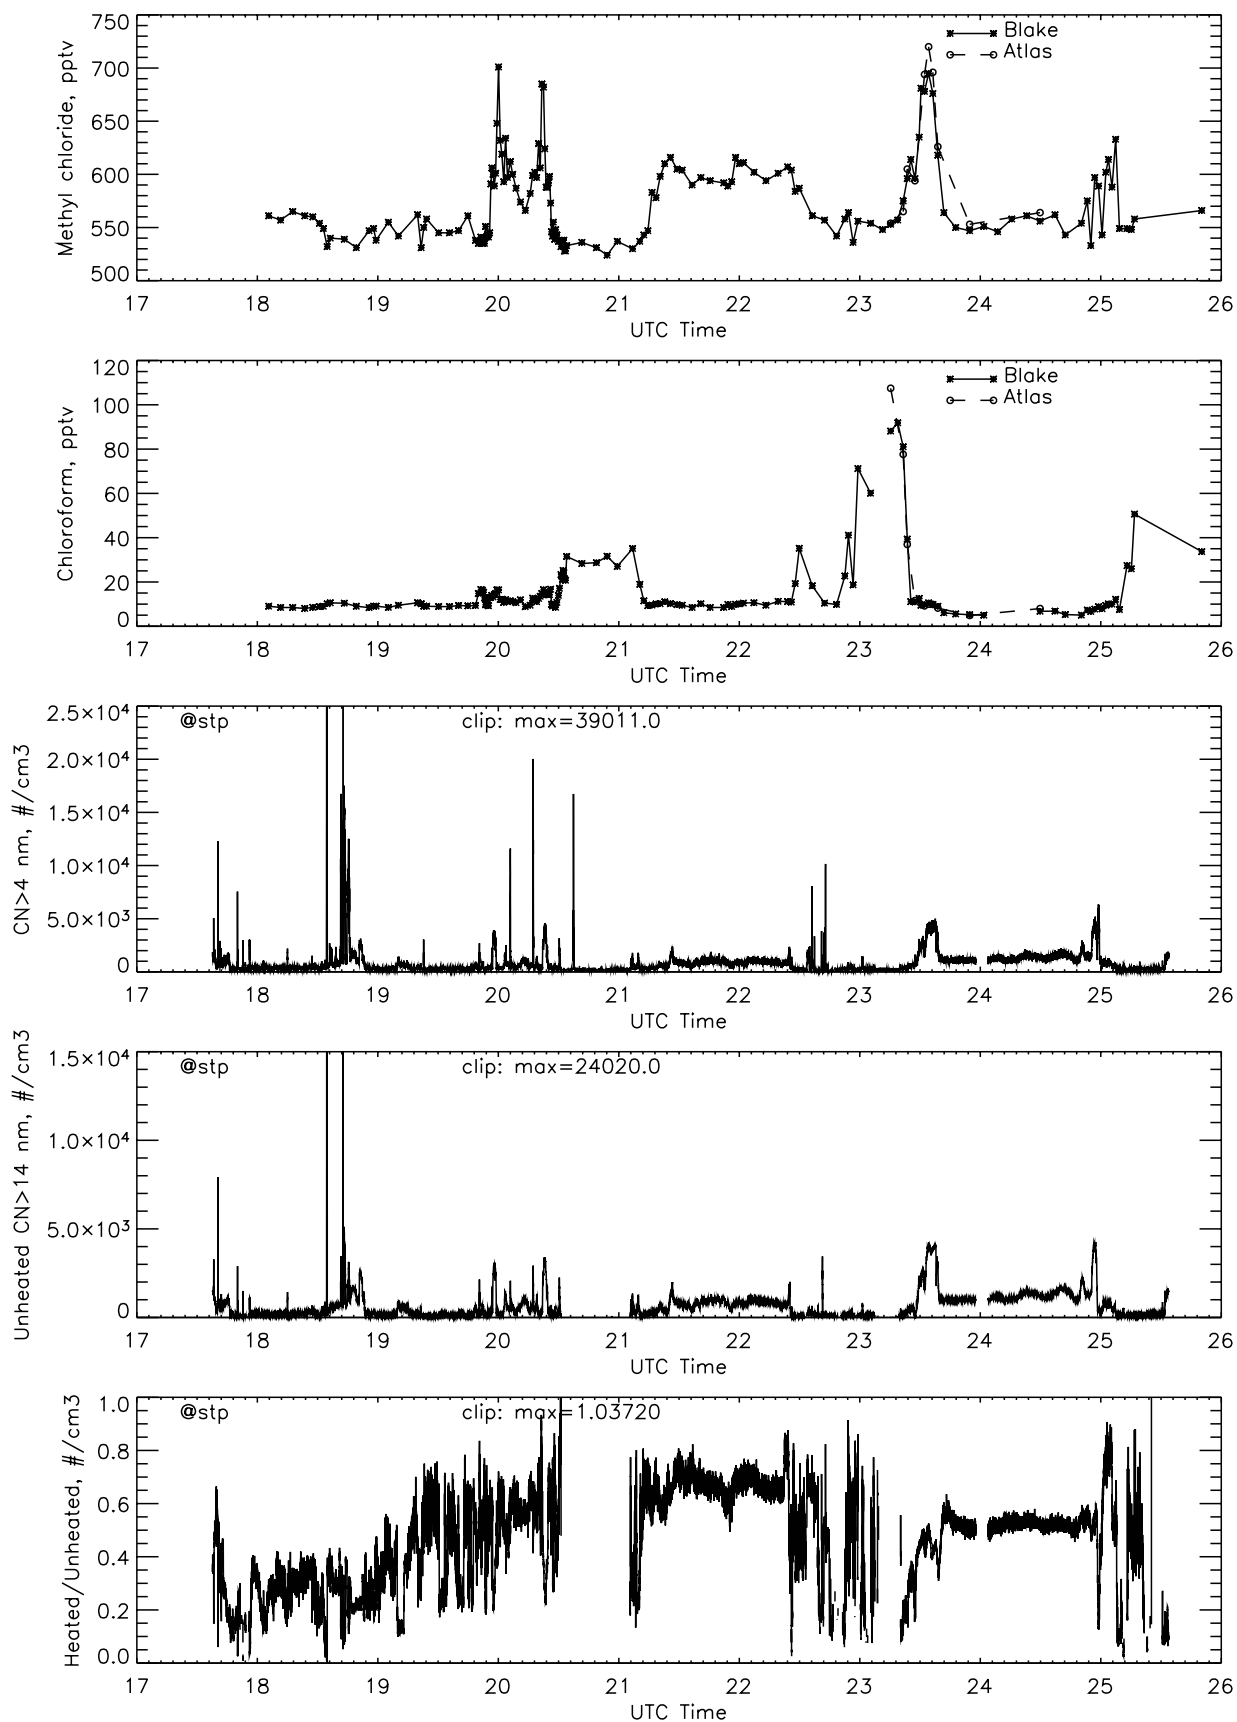 750
700
650
600
550
500
Methyl chloride, pptv
Blake
Atlas
17 18 19 20 21 22 23 24 25 26
UTC Time
120
100
80
60
40
20
0
Chloroform, pptv
Blake
Atlas
17 18 19 20 21 22 23 24 25 26
UTC Time
2.5×10⁴
2.0×10⁴
1.5×10⁴
1.0×10⁴
5.0×10³
0
CN>4 nm, #/cm3
@stp
clip: max=39011.0
17 18 19 20 21 22 23 24 25 26
UTC Time
1.5×10⁴
1.0×10⁴
5.0×10³
0
Unheated CN>14 nm, #/cm3
@stp
clip: max=24020.0
17 18 19 20 21 22 23 24 25 26
UTC Time
1.0
0.8
0.6
0.4
0.2
0.0
Heated/Unheated, #/cm3
@stp
clip: max=1.03720
17 18 19 20 21 22 23 24 25 26
UTC Time